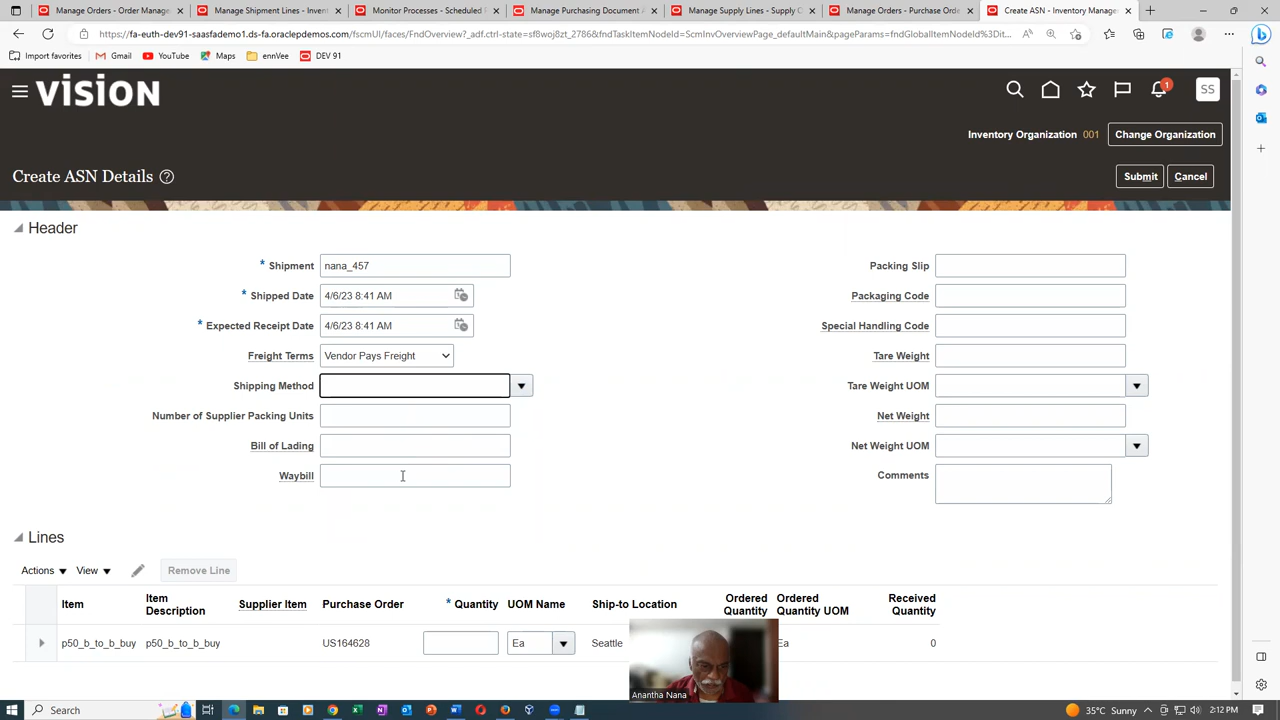 Manage Orders - Order Manage
Manage Shipment Lines - Invent
Monitor Processes - Scheduled P
Manage Purchasing Document A
Manage Supply Lines - Supply C
Manage Orders - Purchase Orde
Create ASN - Inventory Manage
https://fa-euth-dev91-saasfademo1.ds-fa.oraclepdemos.com/fscmUI/faces/FndOverview?_adf.ctrl-state=sf8woj8zt_2786&fndTaskItemNodeId=ScmInvOverviewPage_defaultMain&pageParams=fndGlobalItemNodeId%3Dit...
Import favorites
Gmail
YouTube
Maps
ennVee
DEV 91
VISION
1
SS
Inventory Organization 001 Change Organization
Create ASN Details
Submit Cancel
Header
* Shipment nana_457
Packing Slip
* Shipped Date 4/6/23 8:41 AM
Packaging Code
* Expected Receipt Date 4/6/23 8:41 AM
Special Handling Code
Freight Terms Vendor Pays Freight
Tare Weight
Shipping Method
Tare Weight UOM
Number of Supplier Packing Units
Net Weight
Bill of Lading
Net Weight UOM
Waybill
Comments
Lines
Actions View Remove Line
Item Item Description Supplier Item Purchase Order * Quantity UOM Name Ship-to Location Ordered Quantity Ordered Quantity UOM Received Quantity
p50_b_to_b_buy p50_b_to_b_buy US164628 Ea Seattle Ea 0
Anantha Nana
Search
35°C Sunny
2:12 PM